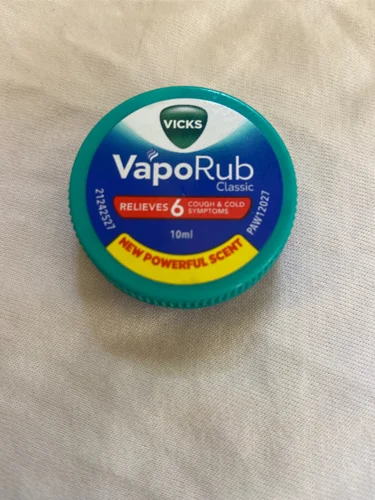 VICKS
VapoRub
Classic
RELIEVES 6 COUGH & COLD
SYMPTOMS
10ml
NEW POWERFUL SCENT
21242527
PAW12027